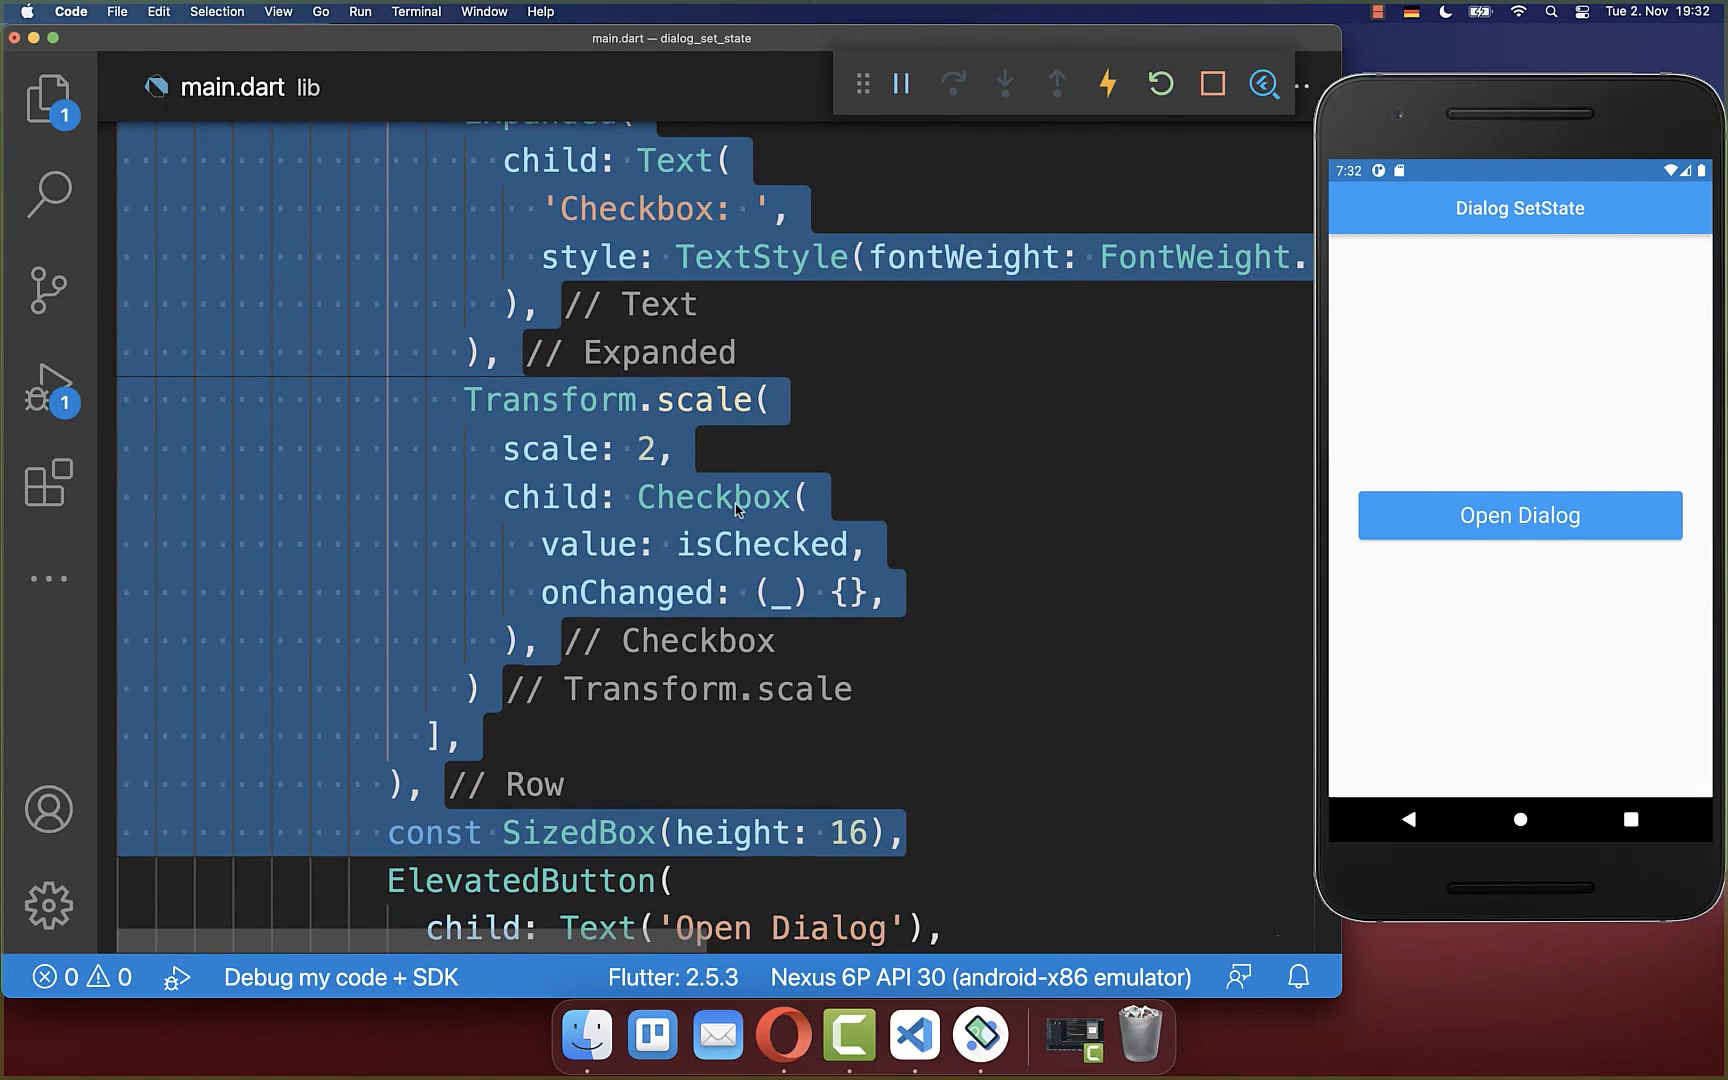 Code File Edit Selection View Go Run Terminal Window Help Tue 2. Nov 19:32
main.dart — dialog_set_state
main.dart lib
1
Expanded(
child: Text(
'Checkbox: ',
style: TextStyle(fontWeight: FontWeight.
), // Text
), // Expanded
1
Transform.scale(
scale: 2,
child: Checkbox(
value: isChecked,
onChanged: (_) {},
), // Checkbox
) // Transform.scale
],
), // Row
const SizedBox(height: 16),
ElevatedButton(
child: Text('Open Dialog'),
0 0 Debug my code + SDK Flutter: 2.5.3 Nexus 6P API 30 (android-x86 emulator)
7:32
Dialog SetState
Open Dialog